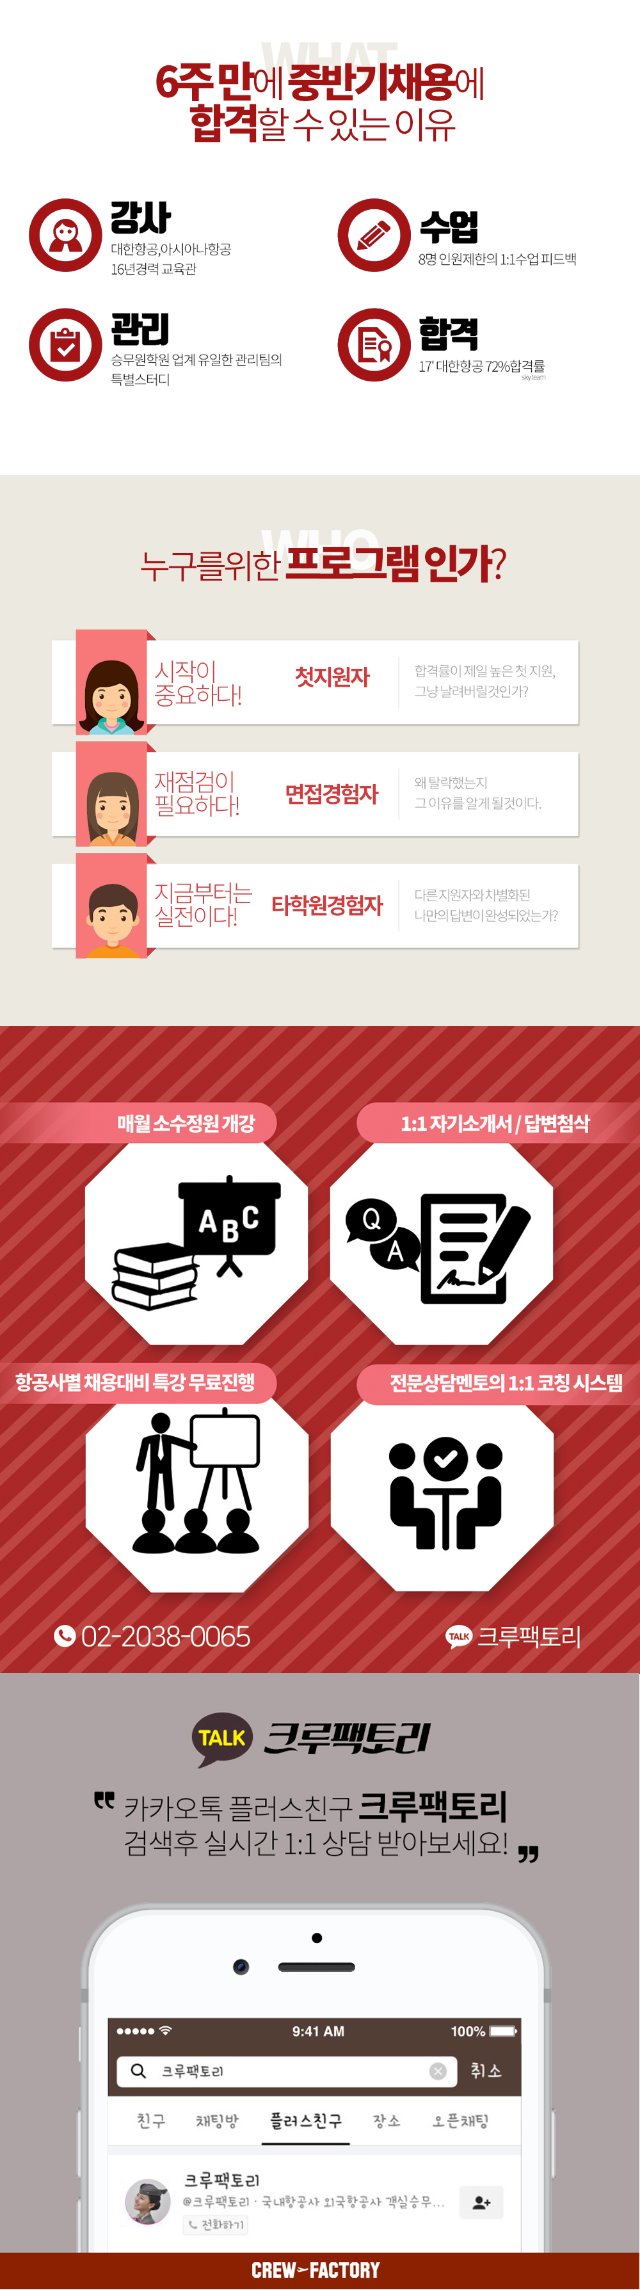 WHAT
6주 만에 중반기채용에
합격할 수 있는 이유
강사
대한항공,아시아나항공
16년경력 교육관
수업
8명 인원제한의 1:1수업 피드백
관리
승무원학원 업계 유일한 관리팀의
특별스터디
합격
17' 대한항공 72%합격률
sky team
WHO
누구를위한 프로그램 인가?
시작이
중요하다!
첫지원자
합격률이 제일 높은 첫 지원,
그냥 날려버릴것인가?
재점검이
필요하다!
면접경험자
왜 탈락했는지
그 이유를 알게 될것이다.
지금부터는
실전이다!
타학원경험자
다른 지원자와 차별화된
나만의 답변이 완성되었는가?
매월 소수정원 개강
1:1 자기소개서 / 답변첨삭
ABC
Q
A
항공사별 채용대비 특강 무료진행
전문상담멘토의 1:1 코칭 시스템
02-2038-0065
TALK 크루팩토리
TALK 크루팩토리
" 카카오톡 플러스친구 크루팩토리
검색후 실시간 1:1 상담 받아보세요! "
9:41 AM 100%
크루팩토리 취소
친구 채팅방 플러스친구 장소 오픈채팅
크루팩토리
@크루팩토리 · 국내항공사 외국항공사 객실승무...
전화하기
CREW FACTORY